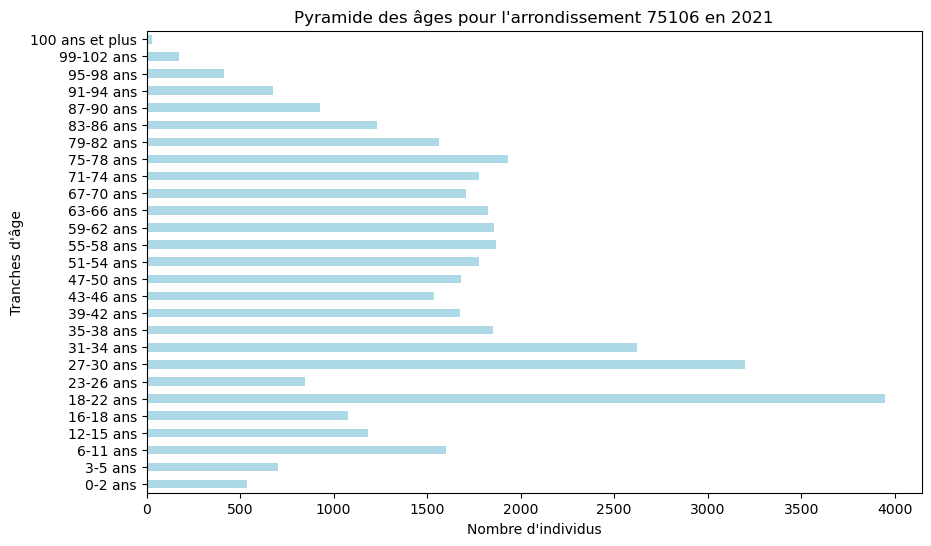 Pyramide des âges pour l'arrondissement 75106 en 2021
100 ans et plus
99-102 ans
95-98 ans
91-94 ans
87-90 ans
83-86 ans
79-82 ans
75-78 ans
71-74 ans
67-70 ans
63-66 ans
59-62 ans
55-58 ans
51-54 ans
47-50 ans
43-46 ans
39-42 ans
35-38 ans
31-34 ans
27-30 ans
23-26 ans
18-22 ans
16-18 ans
12-15 ans
6-11 ans
3-5 ans
0-2 ans
Tranches d'âge
0 500 1000 1500 2000 2500 3000 3500 4000
Nombre d'individus